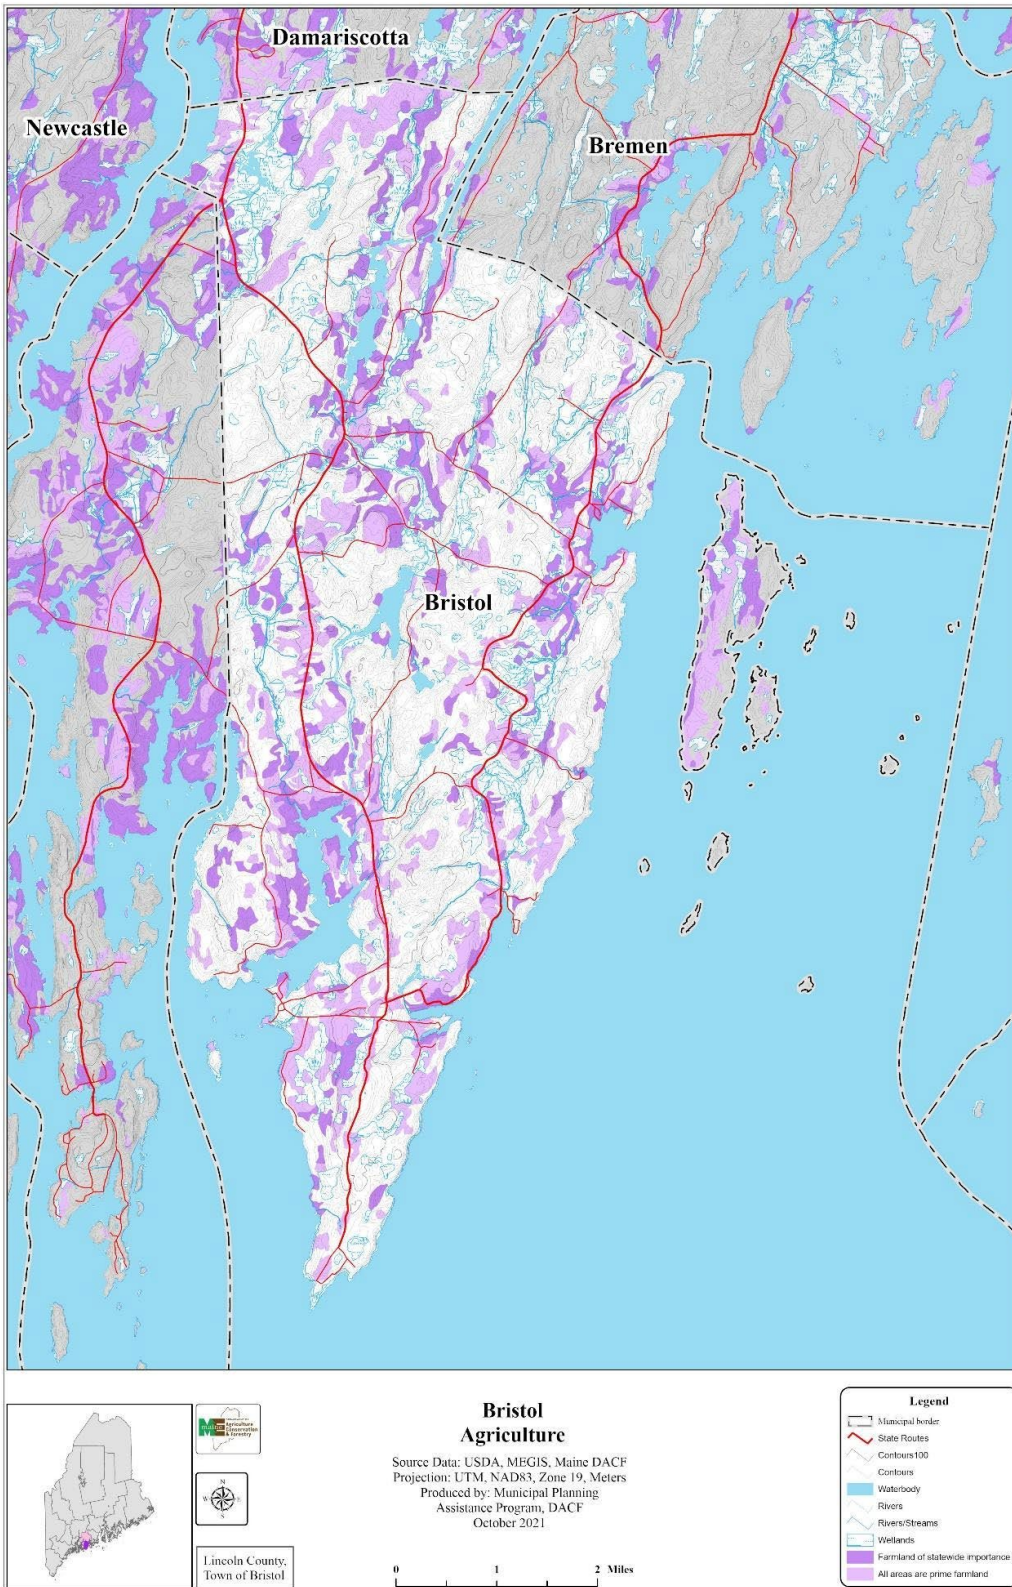 Damariscotta
Newcastle
Bremen
Bristol
Bristol
Agriculture
Source Data: USDA, MEGIS, Maine DACF
Projection: UTM, NAD83, Zone 19, Meters
Produced by: Municipal Planning
Assistance Program, DACF
October 2021
0 1 2 Miles
Agriculture
Conservation
& Forestry
N
W E
S
Lincoln County,
Town of Bristol
Legend
Municipal border
State Routes
Contours100
Contours
Waterbody
Rivers
Rivers/Streams
Wetlands
Farmland of statewide importance
All areas are prime farmland